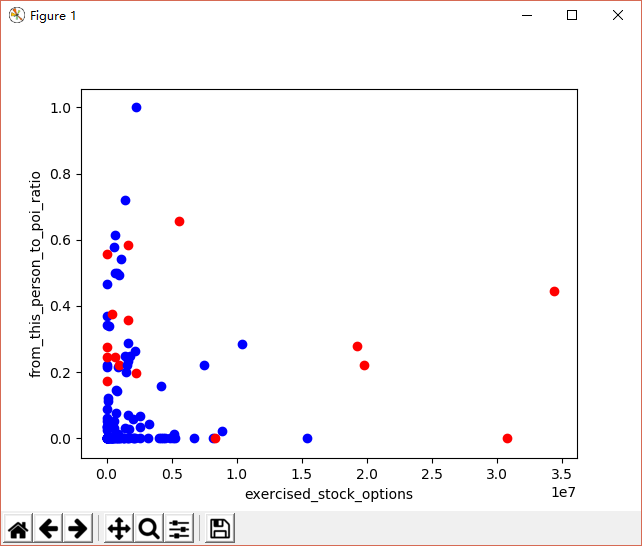 Figure 1
1.0
0.8
0.6
0.4
0.2
0.0
from_this_person_to_poi_ratio
0.0 0.5 1.0 1.5 2.0 2.5 3.0 3.5
1e7
exercised_stock_options